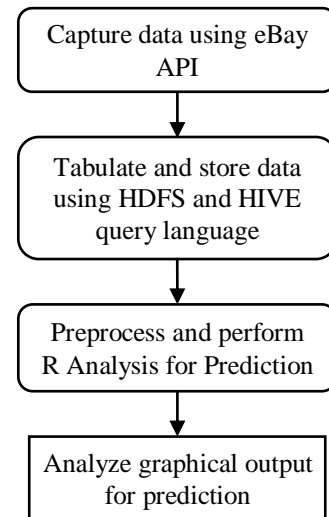 Capture data using eBay
API
Tabulate and store data
using HDFS and HIVE
query language
Preprocess and perform
R Analysis for Prediction
Analyze graphical output
for prediction